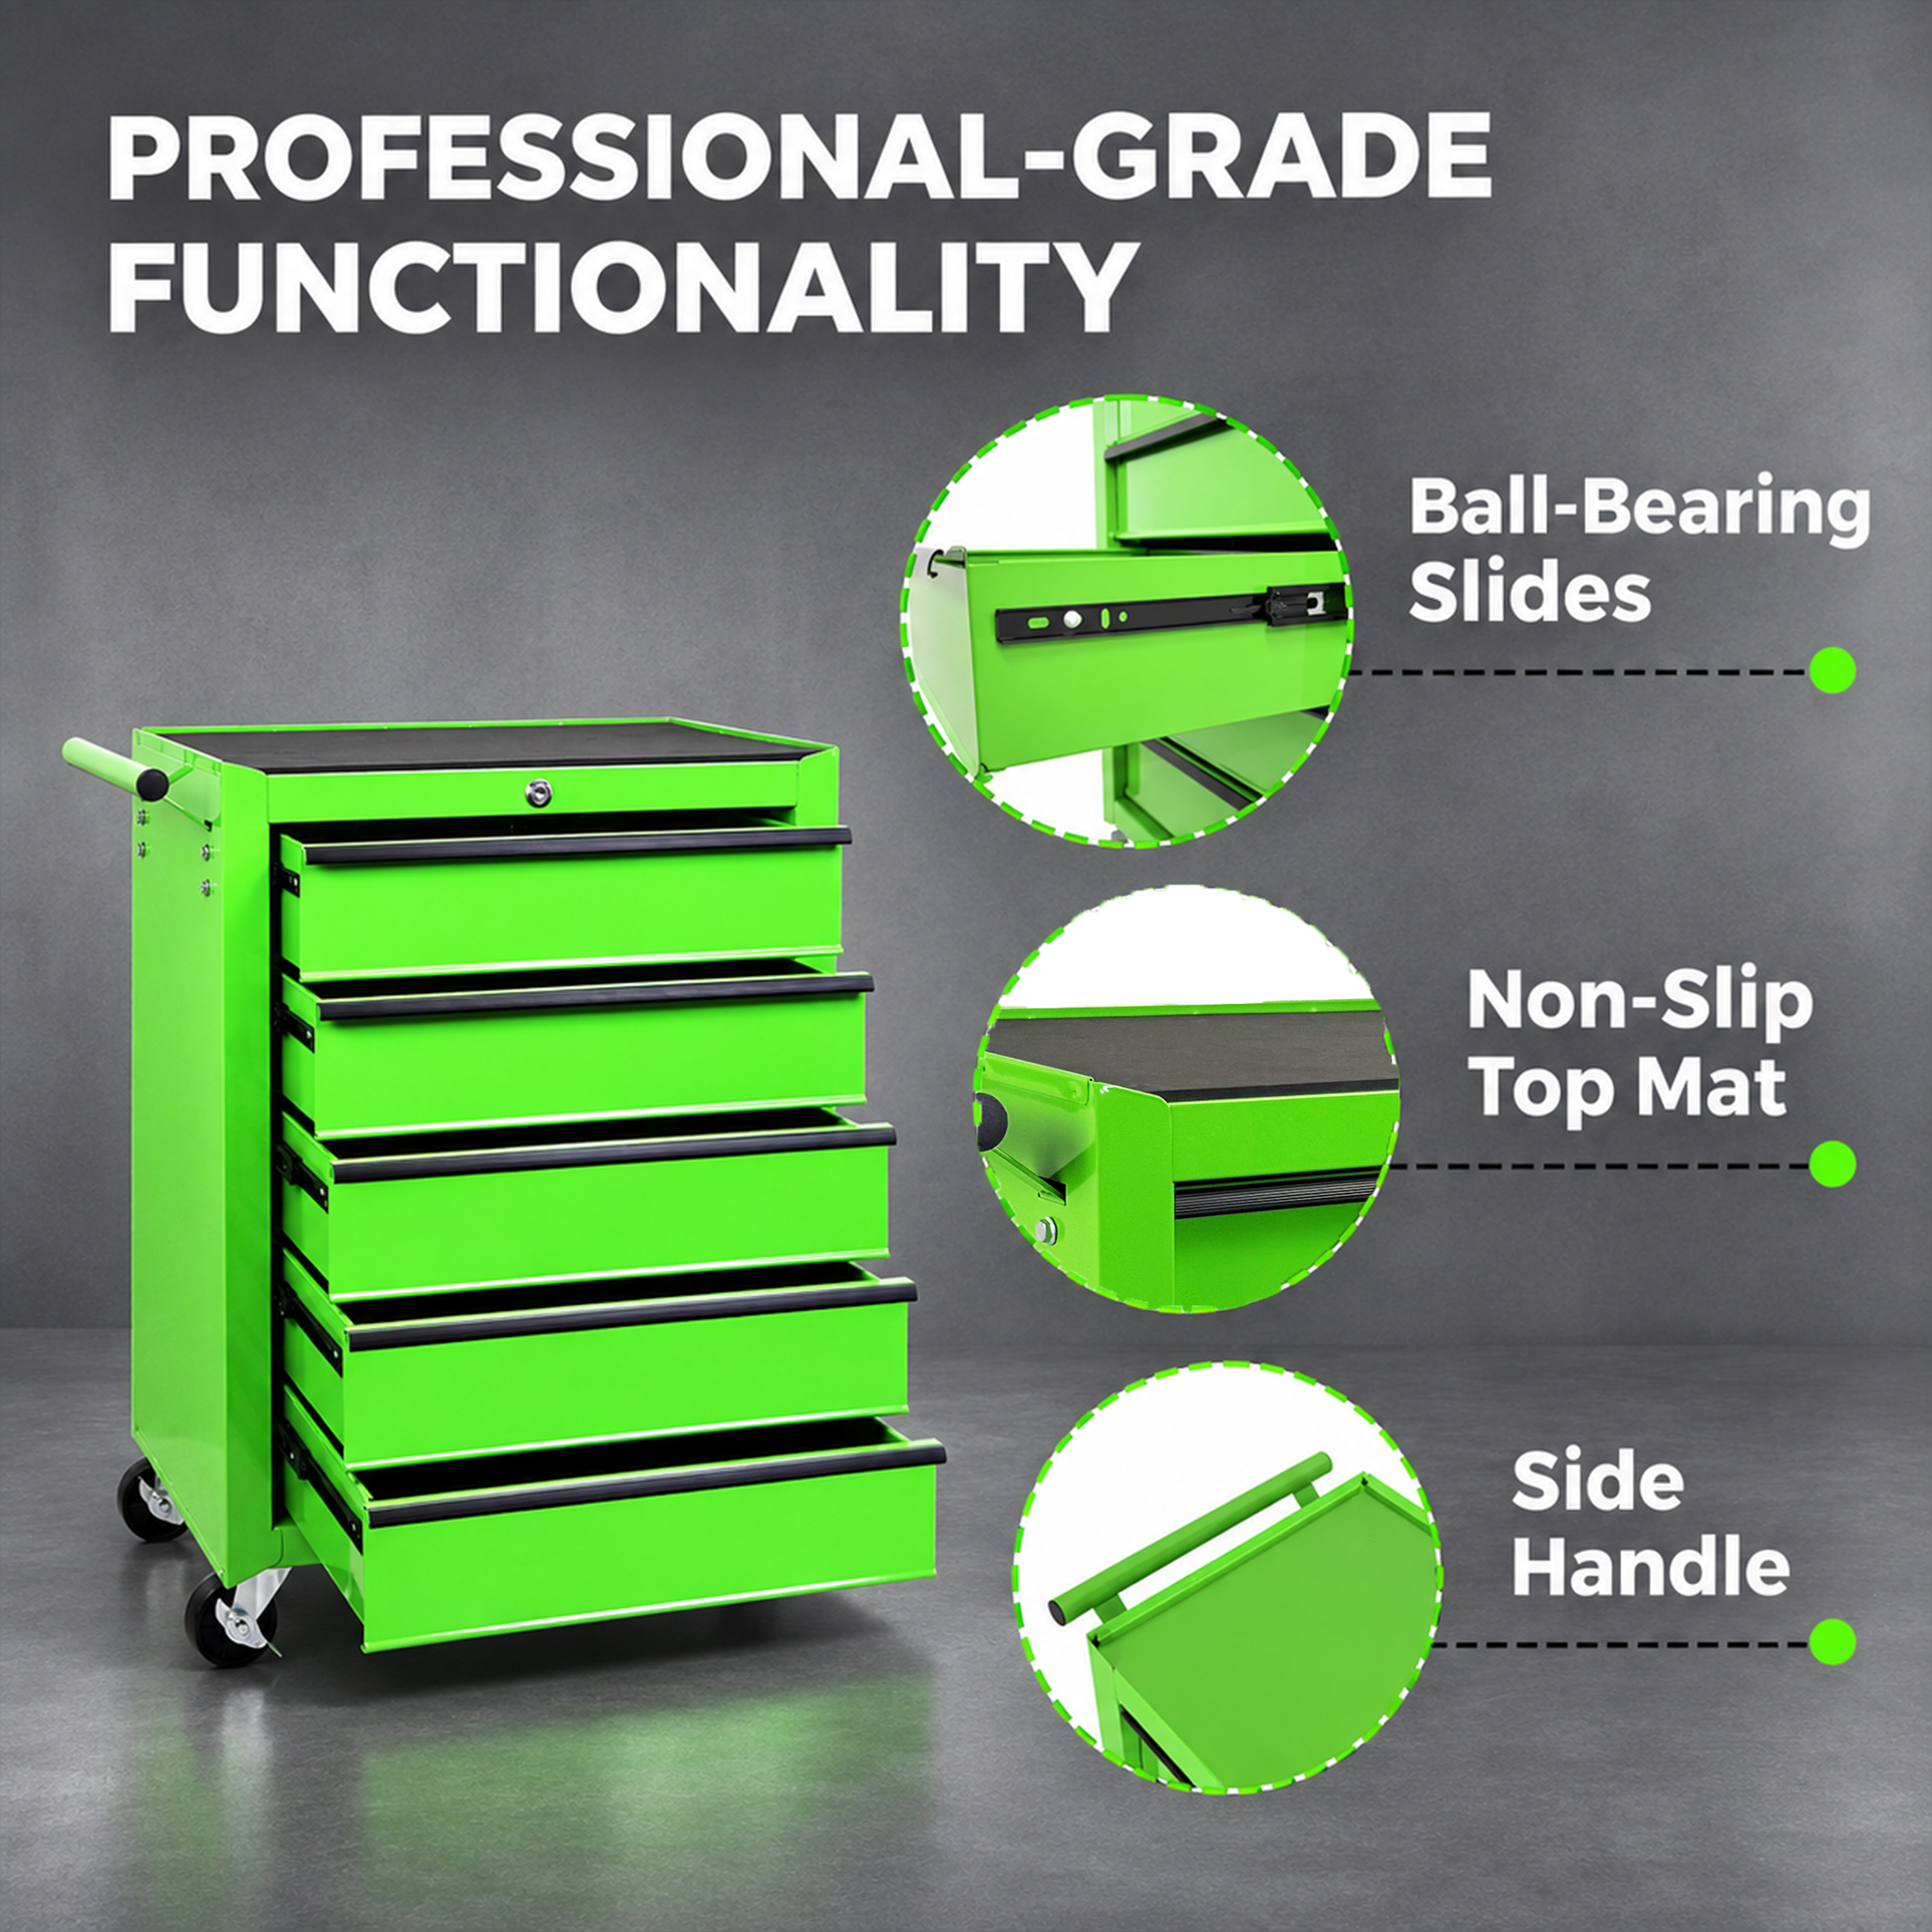 PROFESSIONAL-GRADE
FUNCTIONALITY
Ball-Bearing
Slides
Non-Slip
Top Mat
Side
Handle